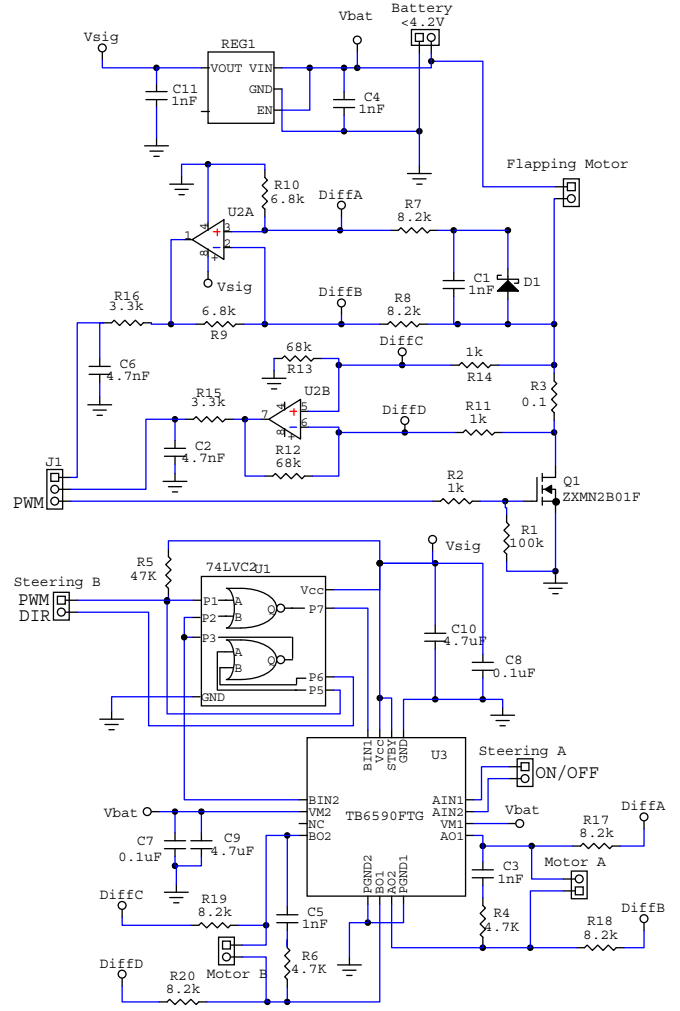 Battery
<4.2V
Vbat
Vsig
REG1
VOUT VIN
GND
EN
C11
1nF
C4
1nF
Flapping Motor
R10
6.8k
DiffA
U2A
R7
8.2k
4
3
1
2
8
Vsig
C1
1nF
D1
R16
3.3k
6.8k
R9
DiffB
R8
8.2k
DiffC
68k
R13
1k
R14
C6
4.7nF
R15
3.3k
U2B
4
5
7
6
8
DiffD
R11
1k
R3
0.1
C2
4.7nF
R12
68k
J1
PWM
R2
1k
Q1
ZXMN2B01F
R1
100k
Vsig
R5
47K
74LVC2
U1
Steering B
PWM
DIR
Vcc
P1
A
P2
B
Q
P7
P3
A
B
Q
P6
P5
GND
C10
4.7uF
C8
0.1uF
BIN1
Vcc
STBY
GND
U3
Steering A
ON/OFF
BIN2
VM2
NC
BO2
TB6590FTG
AIN1
AIN2
VM1
AO1
Vbat
Vbat
C7
0.1uF
C9
4.7uF
R17
8.2k
DiffA
PGND2
BO1
AO2
PGND1
C3
1nF
Motor A
DiffC
R19
8.2k
C5
1nF
R4
4.7K
R18
8.2k
DiffB
Motor B
R6
4.7K
DiffD
R20
8.2k